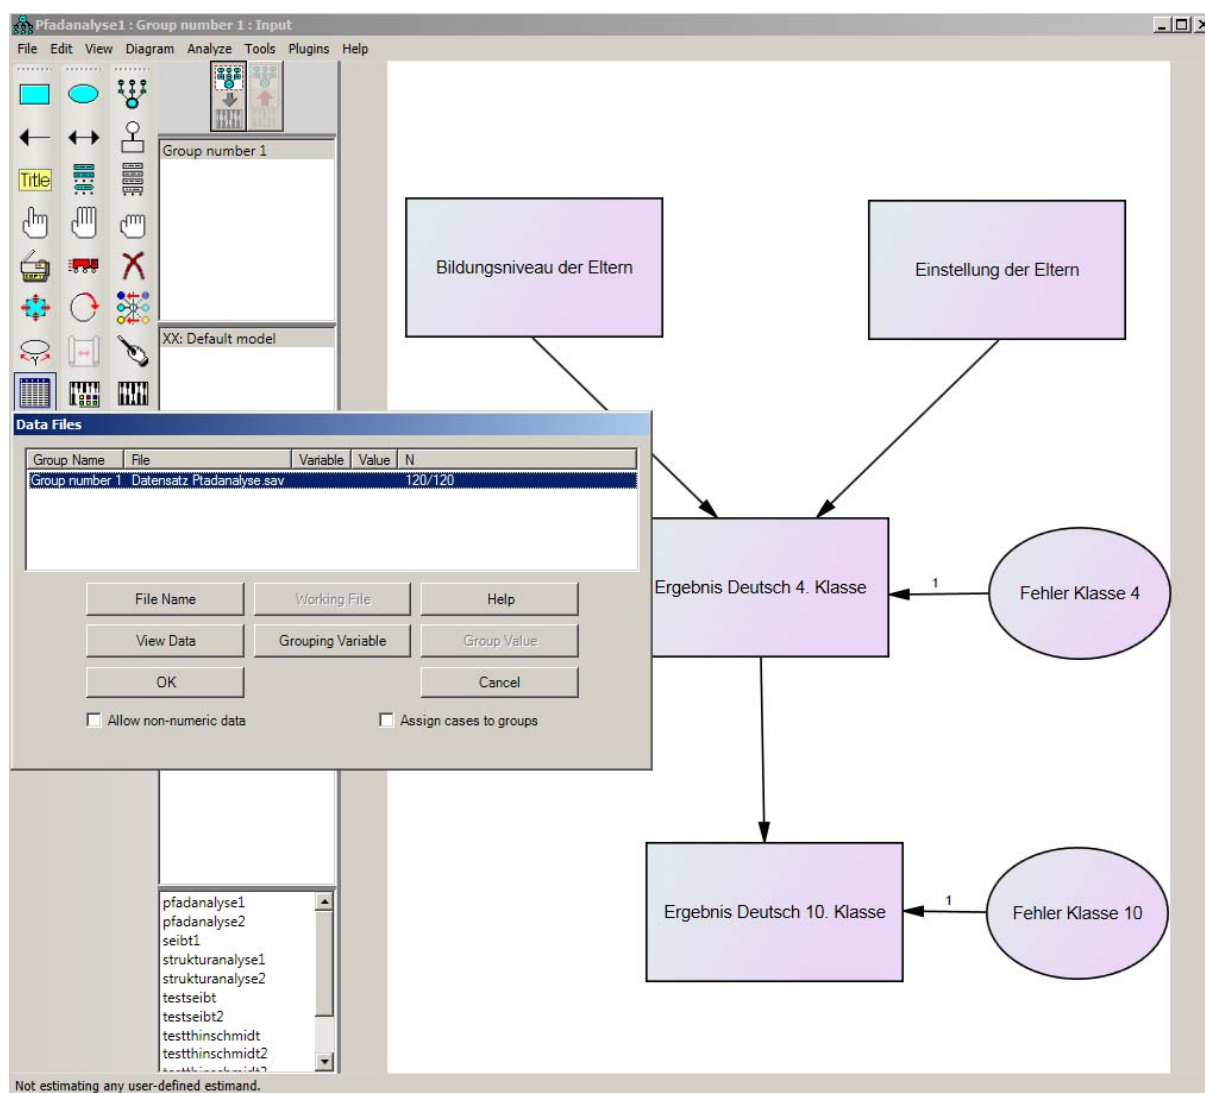 Pfadanalyse1 : Group number 1 : Input
File Edit View Diagram Analyze Tools Plugins Help
Title
Group number 1
XX: Default model
Bildungsniveau der Eltern
Einstellung der Eltern
Data Files
Group Name File Variable Value N
Group number 1 Datensatz Ptadanalyse.sav 120/120
File Name Working File Help
View Data Grouping Variable Group Value
OK Cancel
Allow non-numeric data Assign cases to groups
Ergebnis Deutsch 4. Klasse
1
Fehler Klasse 4
Ergebnis Deutsch 10. Klasse
1
Fehler Klasse 10
pfadanalyse1
pfadanalyse2
seibt1
strukturanalyse1
strukturanalyse2
testseibt
testseibt2
testthinschmidt
testthinschmidt2
Not estimating any user-defined estimand.